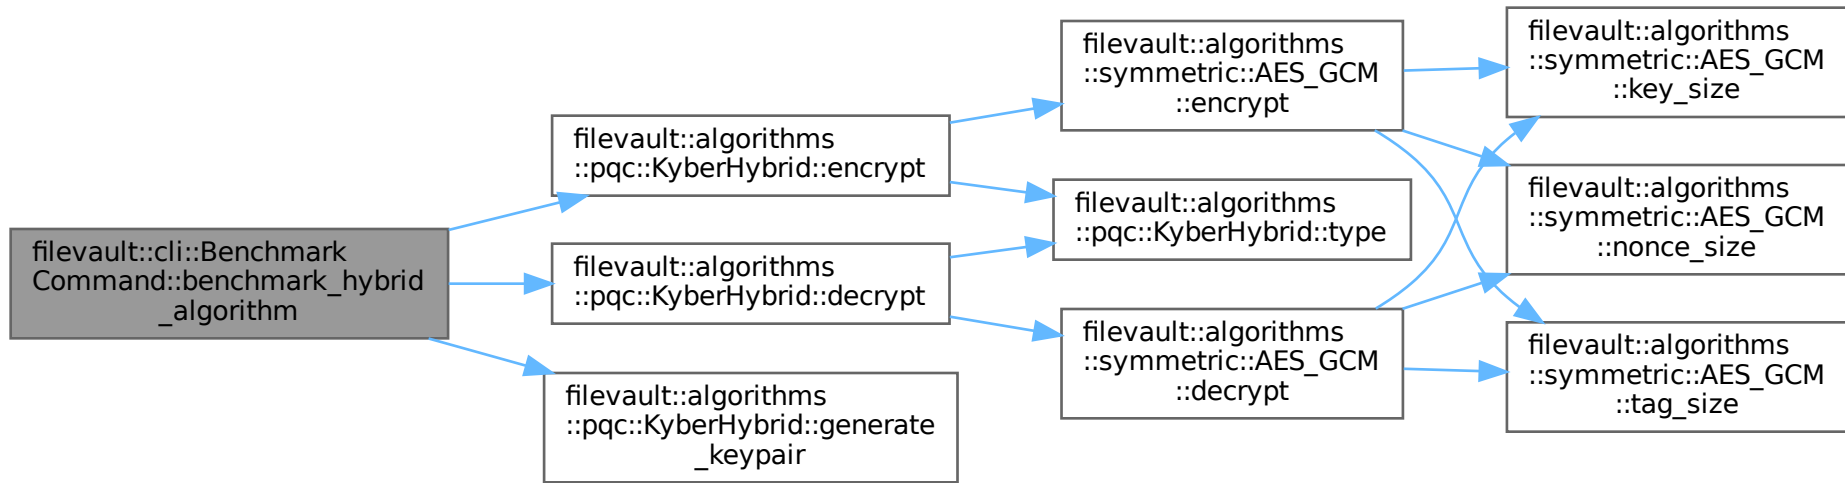 filevault::cli::Benchmark
Command::benchmark_hybrid
_algorithm
filevault::algorithms
::pqc::KyberHybrid::encrypt
filevault::algorithms
::pqc::KyberHybrid::decrypt
filevault::algorithms
::pqc::KyberHybrid::generate
_keypair
filevault::algorithms
::symmetric::AES_GCM
::encrypt
filevault::algorithms
::pqc::KyberHybrid::type
filevault::algorithms
::symmetric::AES_GCM
::decrypt
filevault::algorithms
::symmetric::AES_GCM
::key_size
filevault::algorithms
::symmetric::AES_GCM
::nonce_size
filevault::algorithms
::symmetric::AES_GCM
::tag_size